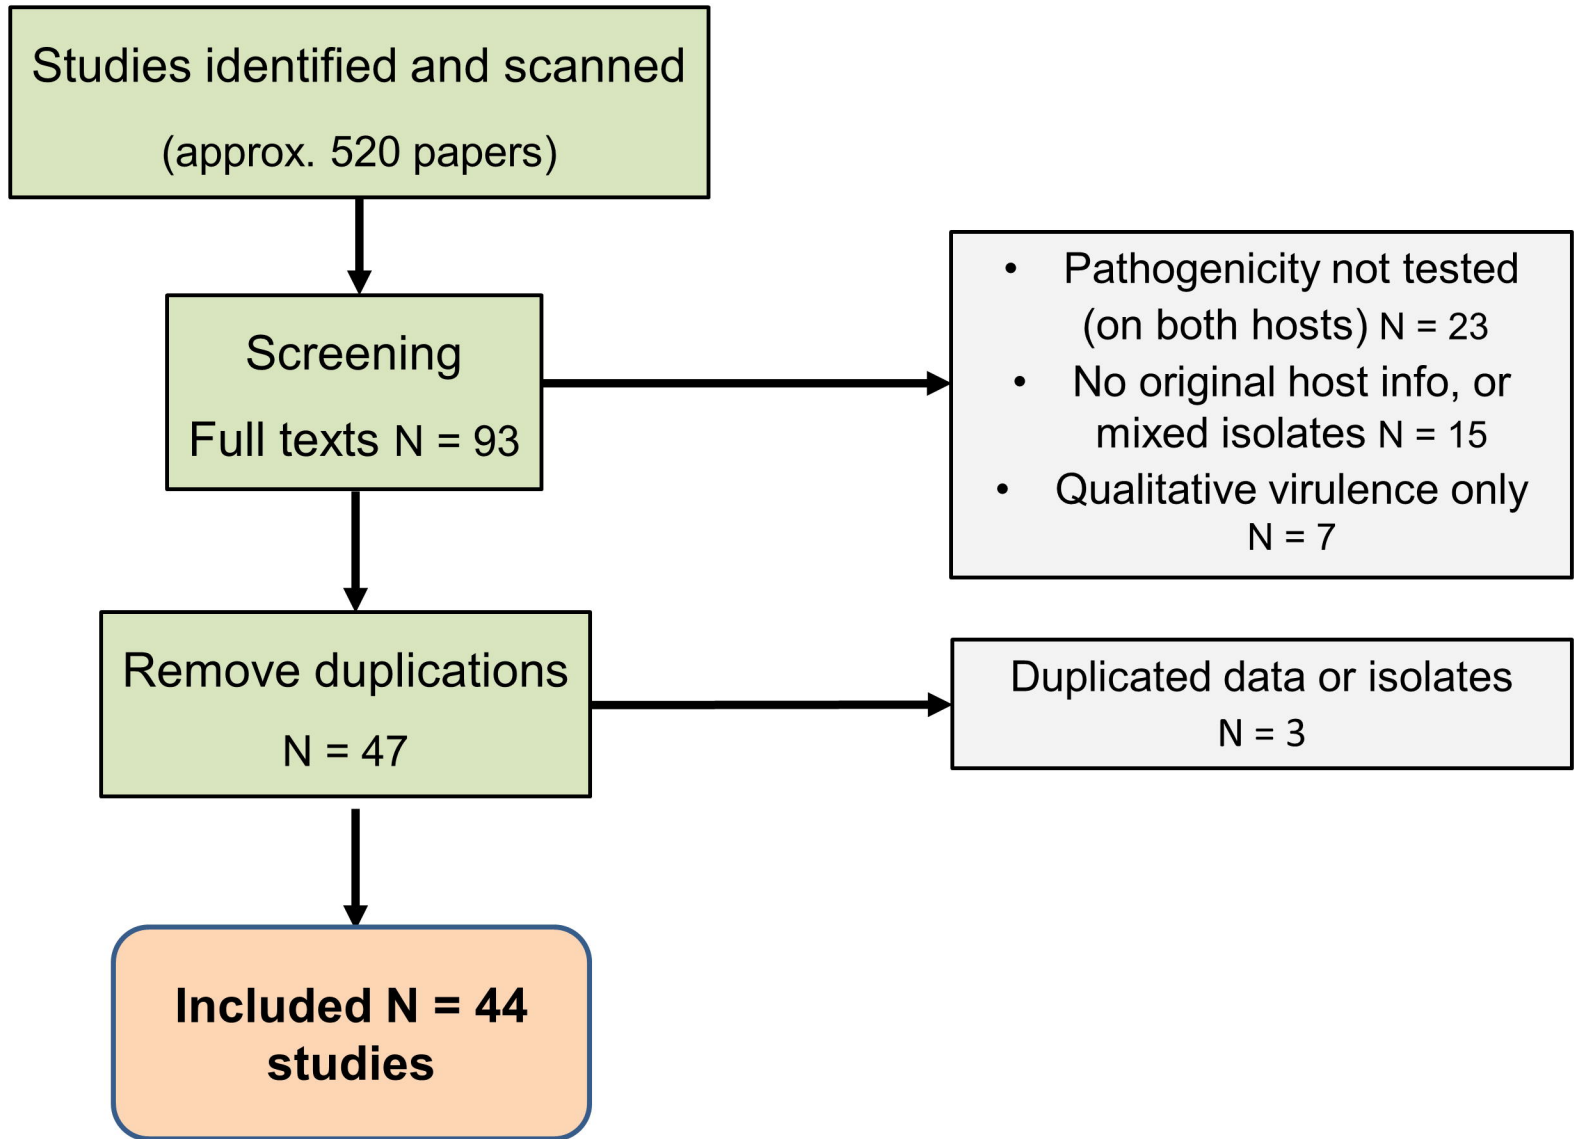 Studies identified and scanned
(approx. 520 papers)
Screening
Full texts N = 93
• Pathogenicity not tested
(on both hosts) N = 23
• No original host info, or
mixed isolates N = 15
• Qualitative virulence only
N = 7
Remove duplications
N = 47
Duplicated data or isolates
N = 3
Included N = 44
studies